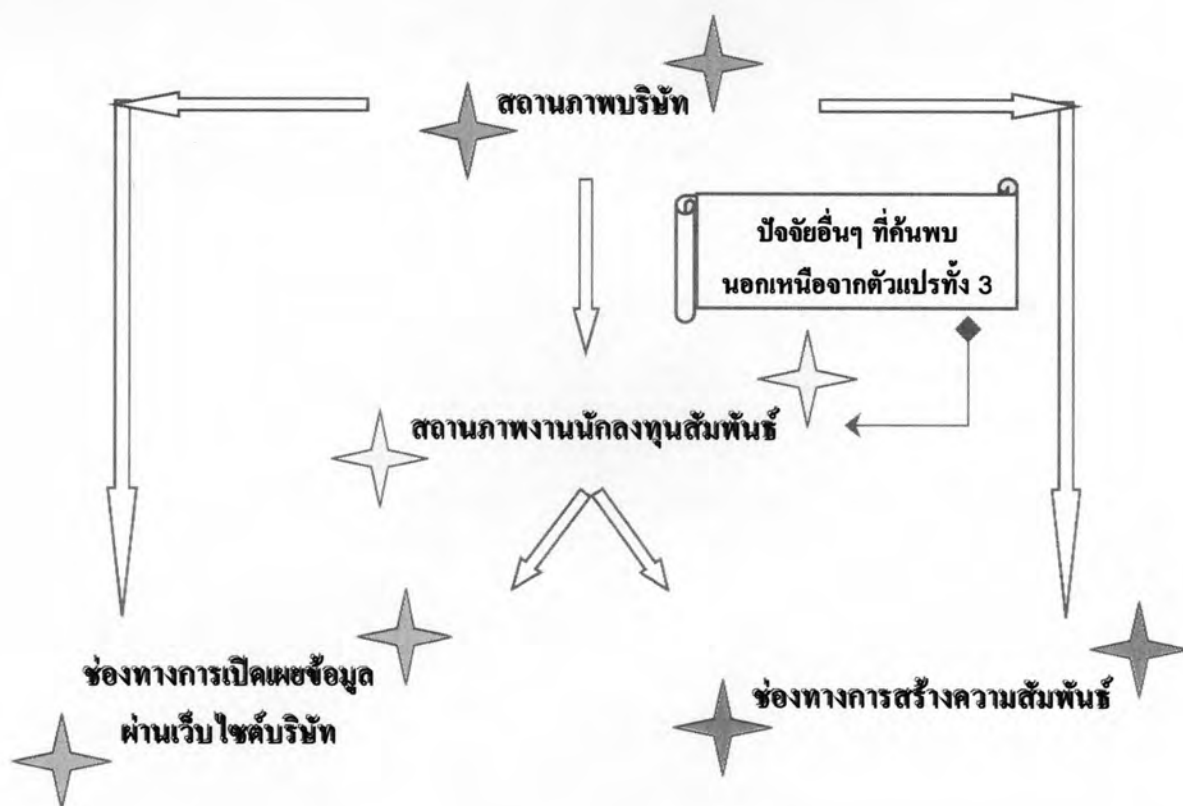 สถานภาพบริษัท
ปัจจัยอื่นๆ ที่ค้นพบ
นอกเหนือจากตัวแปรทั้ง 3
สถานภาพงานนักลงทุนสัมพันธ์
ช่องทางการเปิดเผยข้อมูล
ผ่านเว็บไซต์บริษัท
ช่องทางการสร้างความสัมพันธ์